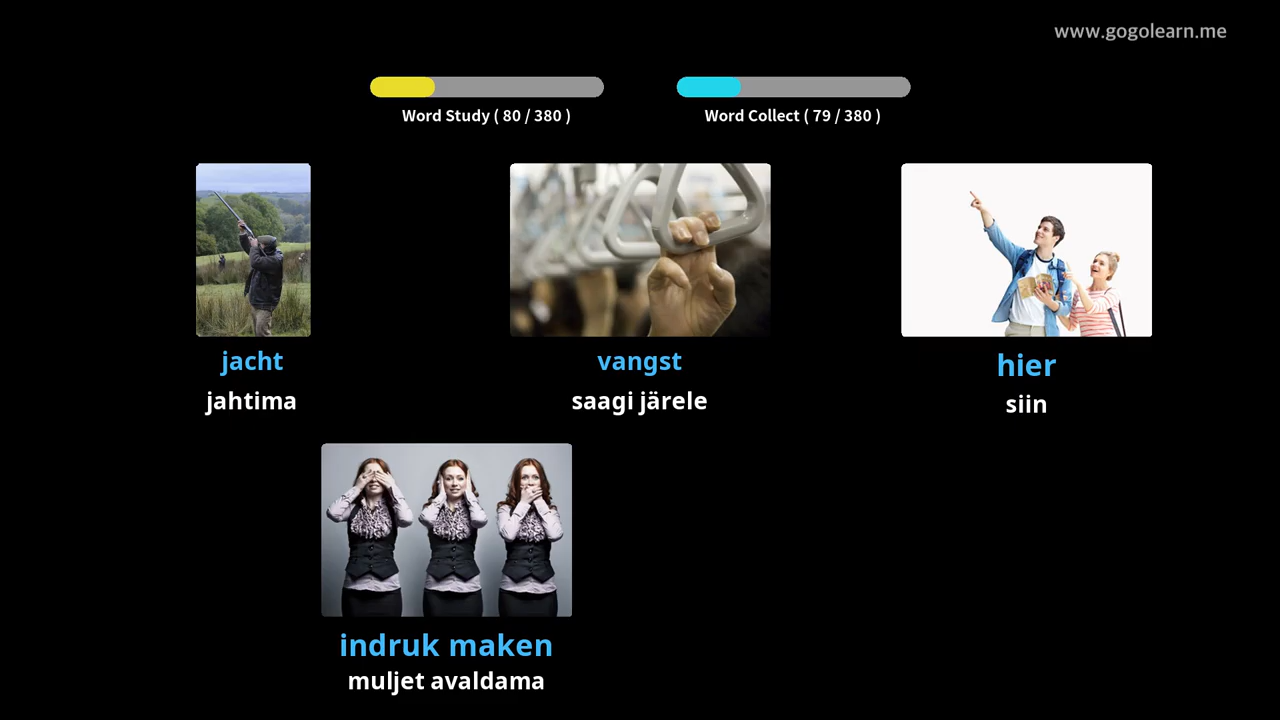 www.gogolearn.me
Word Study ( 80 / 380 )
Word Collect ( 79 / 380 )
jacht
jahtima
vangst
saagi järele
hier
siin
indruk maken
muljet avaldama